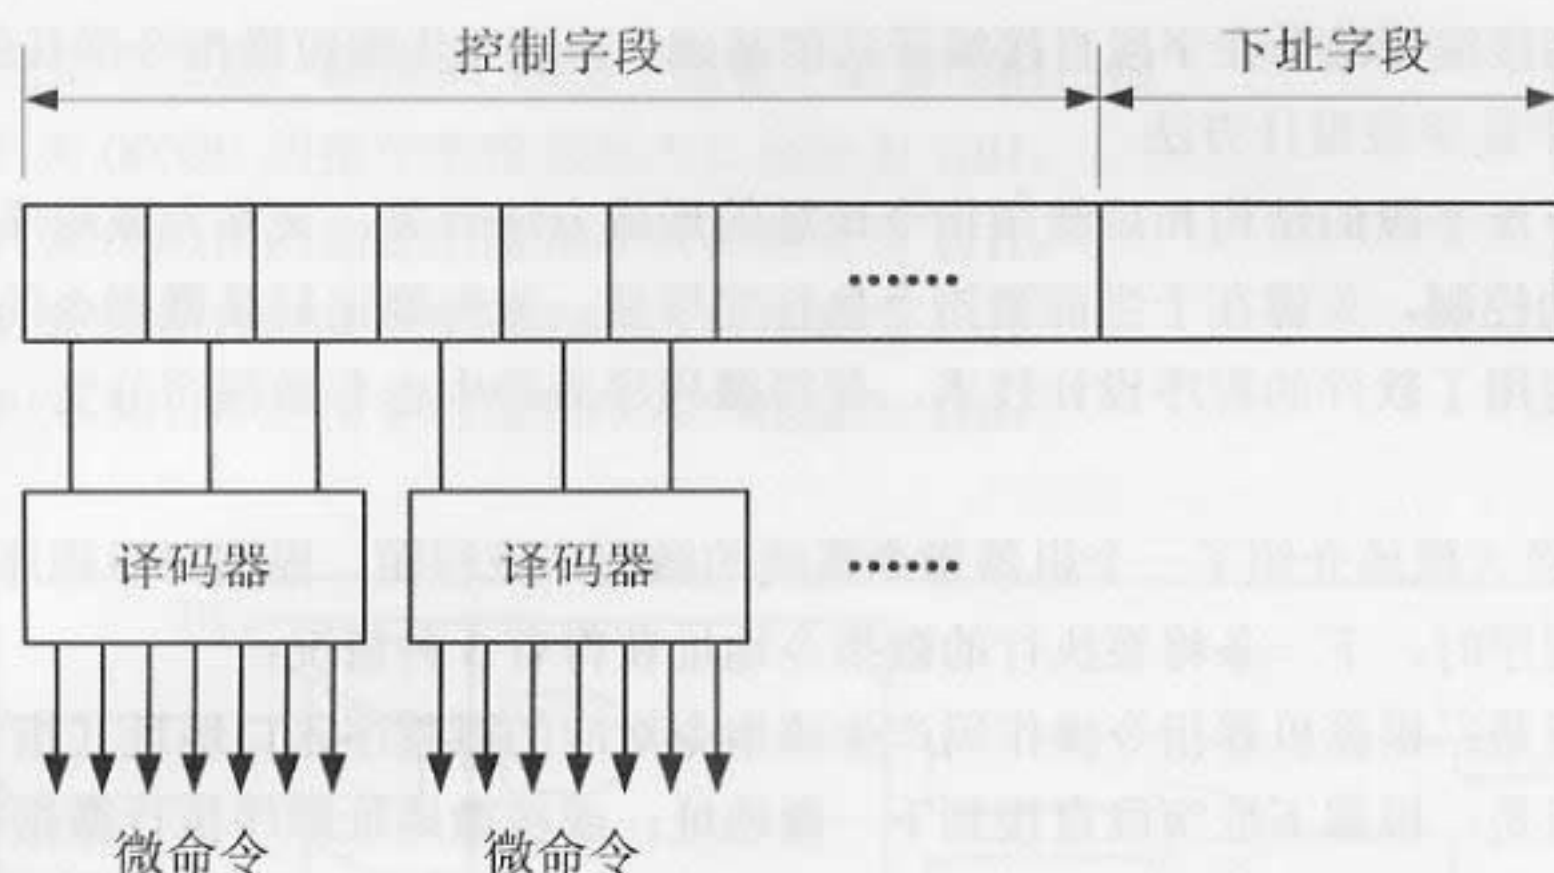 控制字段
下址字段
……
译码器
译码器
……
微命令
微命令